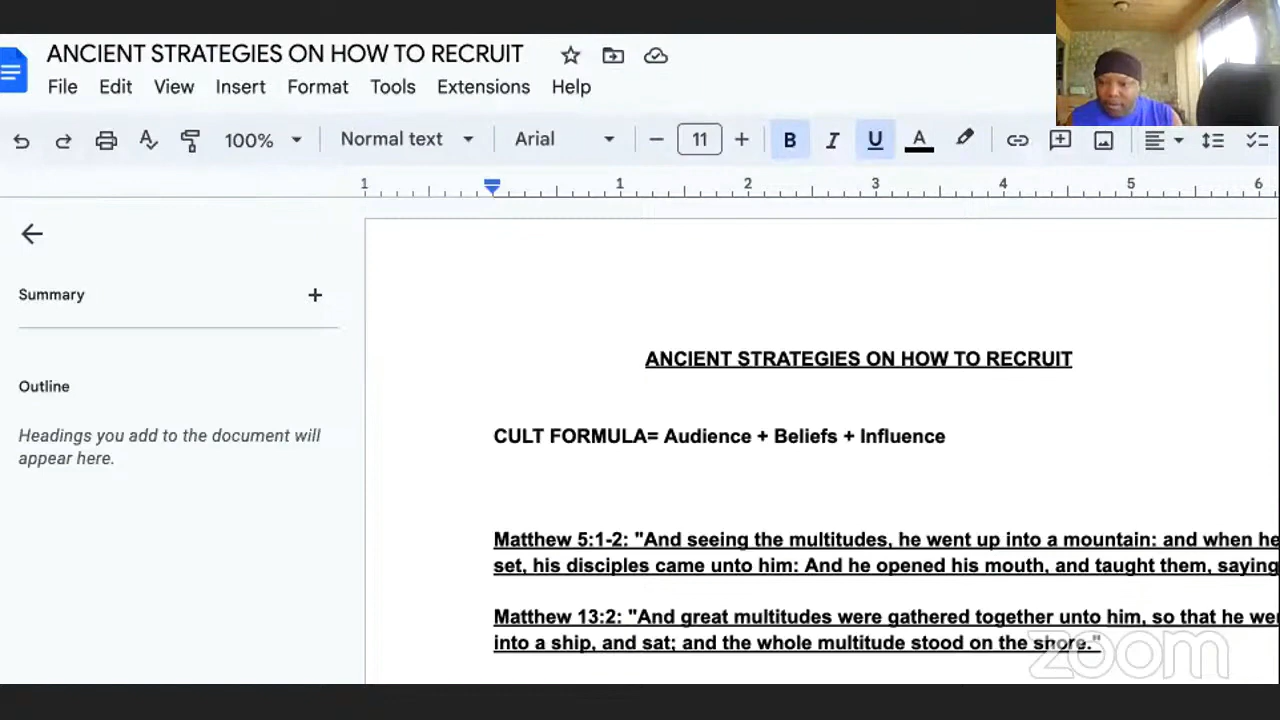 ANCIENT STRATEGIES ON HOW TO RECRUIT
File Edit View Insert Format Tools Extensions Help
100% Normal text Arial 11 B I U A
1 1 2 3 4 5 6
Summary
ANCIENT STRATEGIES ON HOW TO RECRUIT
Outline
Headings you add to the document will
appear here.
CULT FORMULA= Audience + Beliefs + Influence
Matthew 5:1-2: "And seeing the multitudes, he went up into a mountain: and when he
set, his disciples came unto him: And he opened his mouth, and taught them, saying
Matthew 13:2: "And great multitudes were gathered together unto him, so that he we
into a ship, and sat; and the whole multitude stood on the shore."
zoom